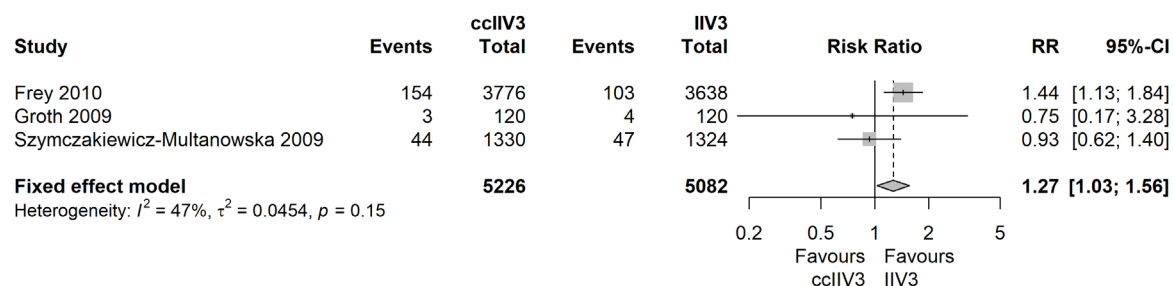 ccIIV3 IIV3
Study Events Total Events Total Risk Ratio RR 95%-CI
Frey 2010 154 3776 103 3638 1.44 [1.13; 1.84]
Groth 2009 3 120 4 120 0.75 [0.17; 3.28]
Szymczakiewicz-Multanowska 2009 44 1330 47 1324 0.93 [0.62; 1.40]
Fixed effect model 5226 5082 1.27 [1.03; 1.56]
Heterogeneity: I² = 47%, τ² = 0.0454, p = 0.15
0.2 0.5 1 2 5
Favours Favours
ccIIV3 IIV3